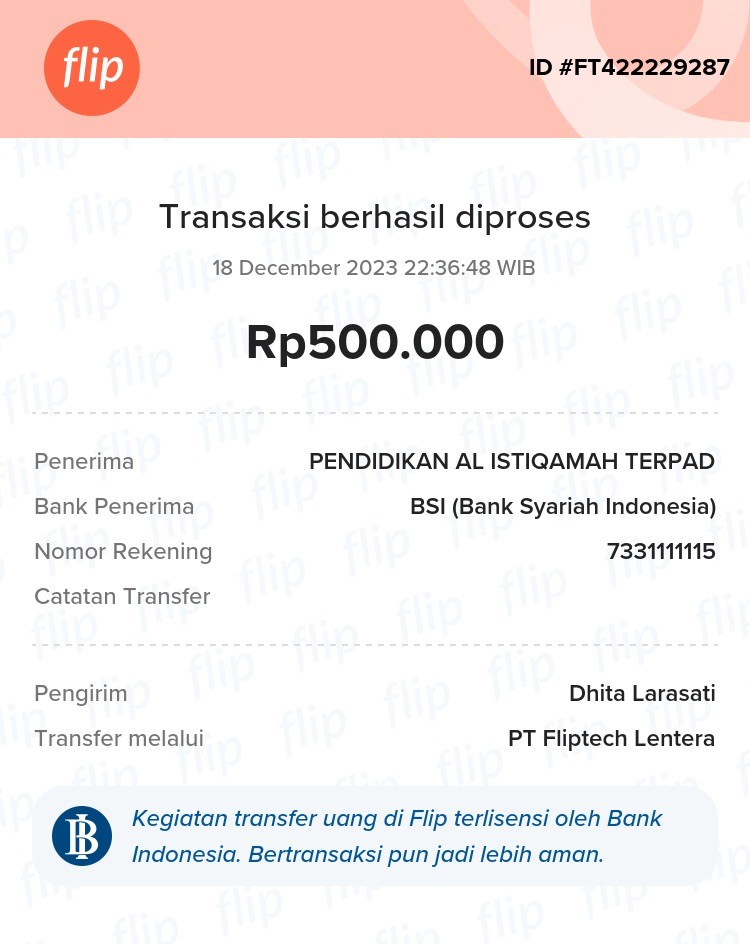 flip
ID #FT422229287
Transaksi berhasil diproses
18 December 2023 22:36:48 WIB
Rp500.000
Penerima PENDIDIKAN AL ISTIQAMAH TERPAD
Bank Penerima BSI (Bank Syariah Indonesia)
Nomor Rekening 7331111115
Catatan Transfer
Pengirim Dhita Larasati
Transfer melalui PT Fliptech Lentera
Kegiatan transfer uang di Flip terlisensi oleh Bank
Indonesia. Bertransaksi pun jadi lebih aman.